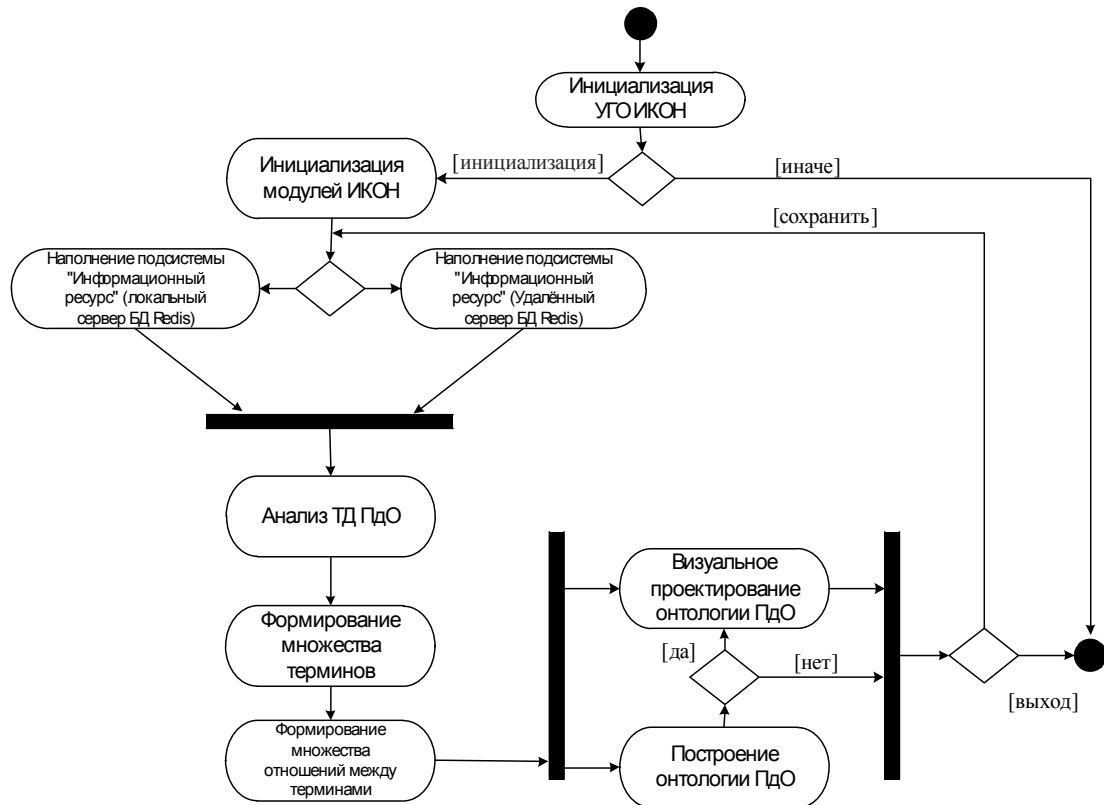 Инициализация
УГО ИКОН
[инициализация]
[иначе]
Инициализация
модулей ИКОН
[сохранить]
Наполнение подсистемы
"Информационный
ресурс" (локальный
сервер БД Redis)
Наполнение подсистемы
"Информационный
ресурс" (Удалённый
сервер БД Redis)
Анализ ТД ПдО
Формирование
множества
терминов
Формирование
множества
отношений между
терминами
Визуальное
проектирование
онтологии ПдО
[да]
[нет]
Построение
онтологии ПдО
[выход]